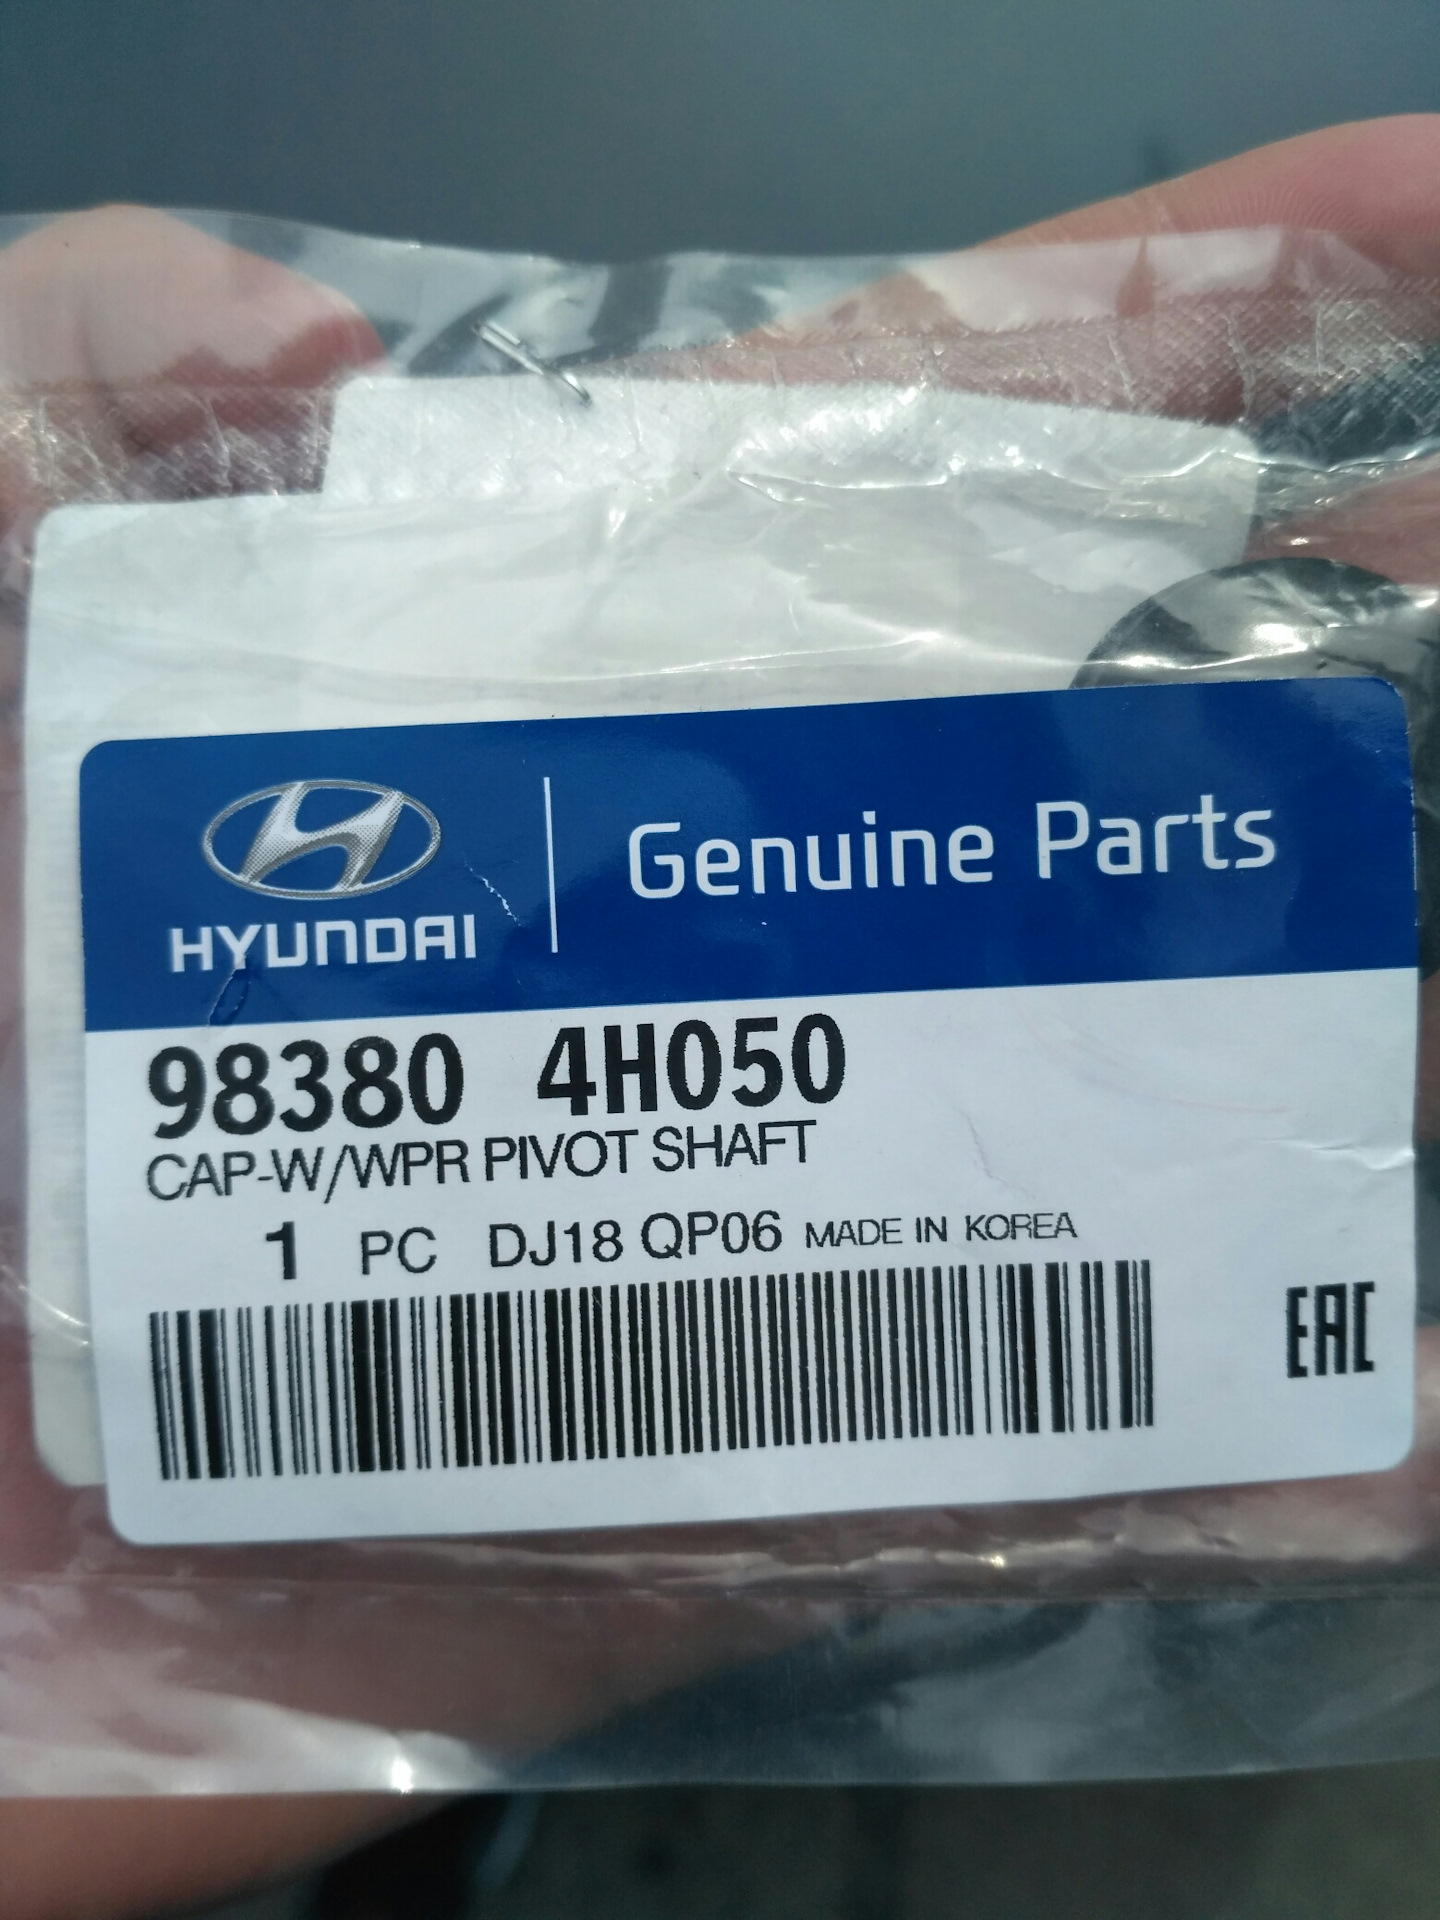 HYUNDAI
Genuine Parts
98380 4H050
CAP-W/WPR PIVOT SHAFT
1 PC DJ18 QP06 MADE IN KOREA
EAC